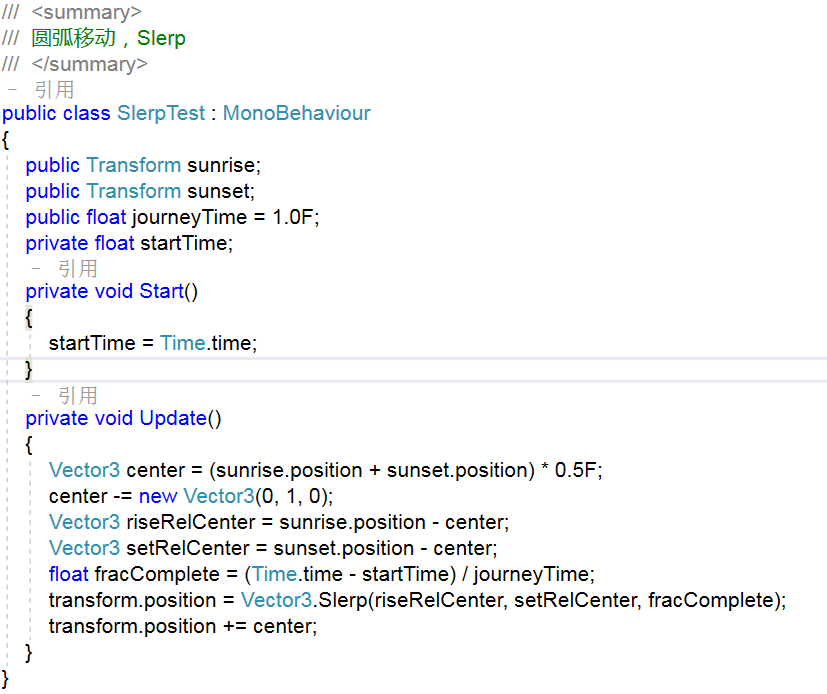 /// <summary>
/// 圆弧移动，Slerp
/// </summary>
- 引用
public class SlerpTest : MonoBehaviour
{
public Transform sunrise;
public Transform sunset;
public float journeyTime = 1.0F;
private float startTime;
- 引用
private void Start()
{
startTime = Time.time;
}
- 引用
private void Update()
{
Vector3 center = (sunrise.position + sunset.position) * 0.5F;
center -= new Vector3(0, 1, 0);
Vector3 riseRelCenter = sunrise.position - center;
Vector3 setRelCenter = sunset.position - center;
float fracComplete = (Time.time - startTime) / journeyTime;
transform.position = Vector3.Slerp(riseRelCenter, setRelCenter, fracComplete);
transform.position += center;
}
}